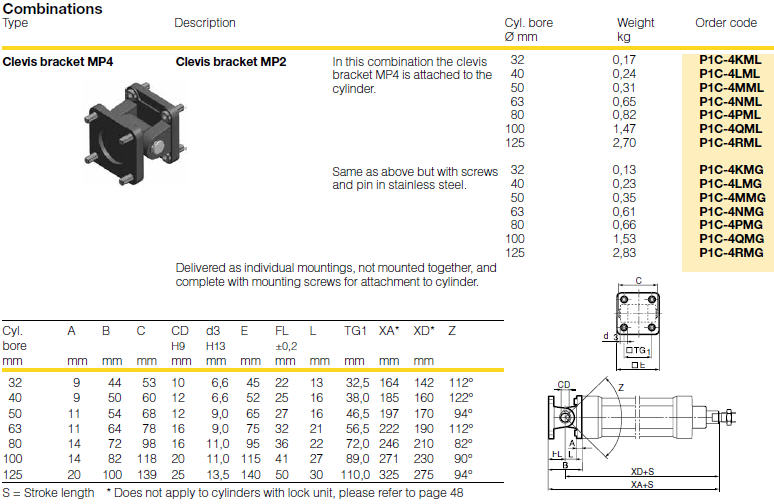 Combinations
Type Description Cyl. bore Weight Order code
Ø mm kg
Clevis bracket MP4 Clevis bracket MP2 In this combination the clevis 32 0,17 P1C-4KML
bracket MP4 is attached to the 40 0,24 P1C-4LML
cylinder. 50 0,31 P1C-4MML
63 0,65 P1C-4NML
80 0,82 P1C-4PML
100 1,47 P1C-4QML
125 2,70 P1C-4RML
Same as above but with screws 32 0,13 P1C-4KMG
and pin in stainless steel. 40 0,23 P1C-4LMG
50 0,35 P1C-4MMG
63 0,61 P1C-4NMG
80 0,66 P1C-4PMG
100 1,53 P1C-4QMG
125 2,83 P1C-4RMG
Delivered as individual mountings, not mounted together, and
complete with mounting screws for attachment to cylinder.
Cyl. A B C CD d3 E FL L TG1 XA* XD* Z
bore H9 H13 ±0,2
mm mm mm mm mm mm mm mm mm mm mm mm
32 9 44 53 10 6,6 45 22 13 32,5 164 142 112º
40 9 50 60 12 6,6 52 25 16 38,0 185 160 122º
50 11 54 68 12 9,0 65 27 16 46,5 197 170 94º
63 11 64 78 16 9,0 75 32 21 56,5 222 190 112º
80 14 72 98 16 11,0 95 36 22 72,0 246 210 82º
100 14 82 118 20 11,0 115 41 27 89,0 271 230 90º
125 20 100 139 25 13,5 140 50 30 110,0 325 275 94º
S = Stroke length * Does not apply to cylinders with lock unit, please refer to page 48
C
d 3
□TG1
□E
CD
Z
A
FL L
B
XD+S
XA+S